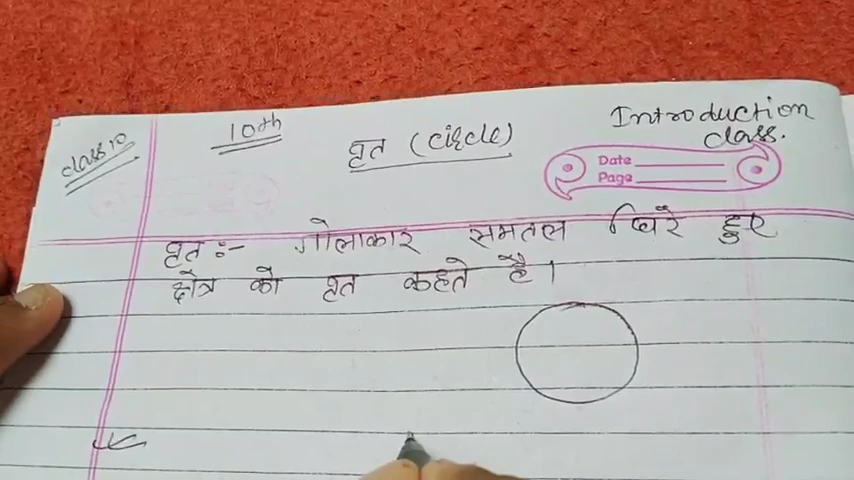 class 10
10th
वृत (circle)
Introduction
class.
Date
Page
वृत :- गोलाकार समतल घिरे हुए
क्षेत्र को वृत कहते है।